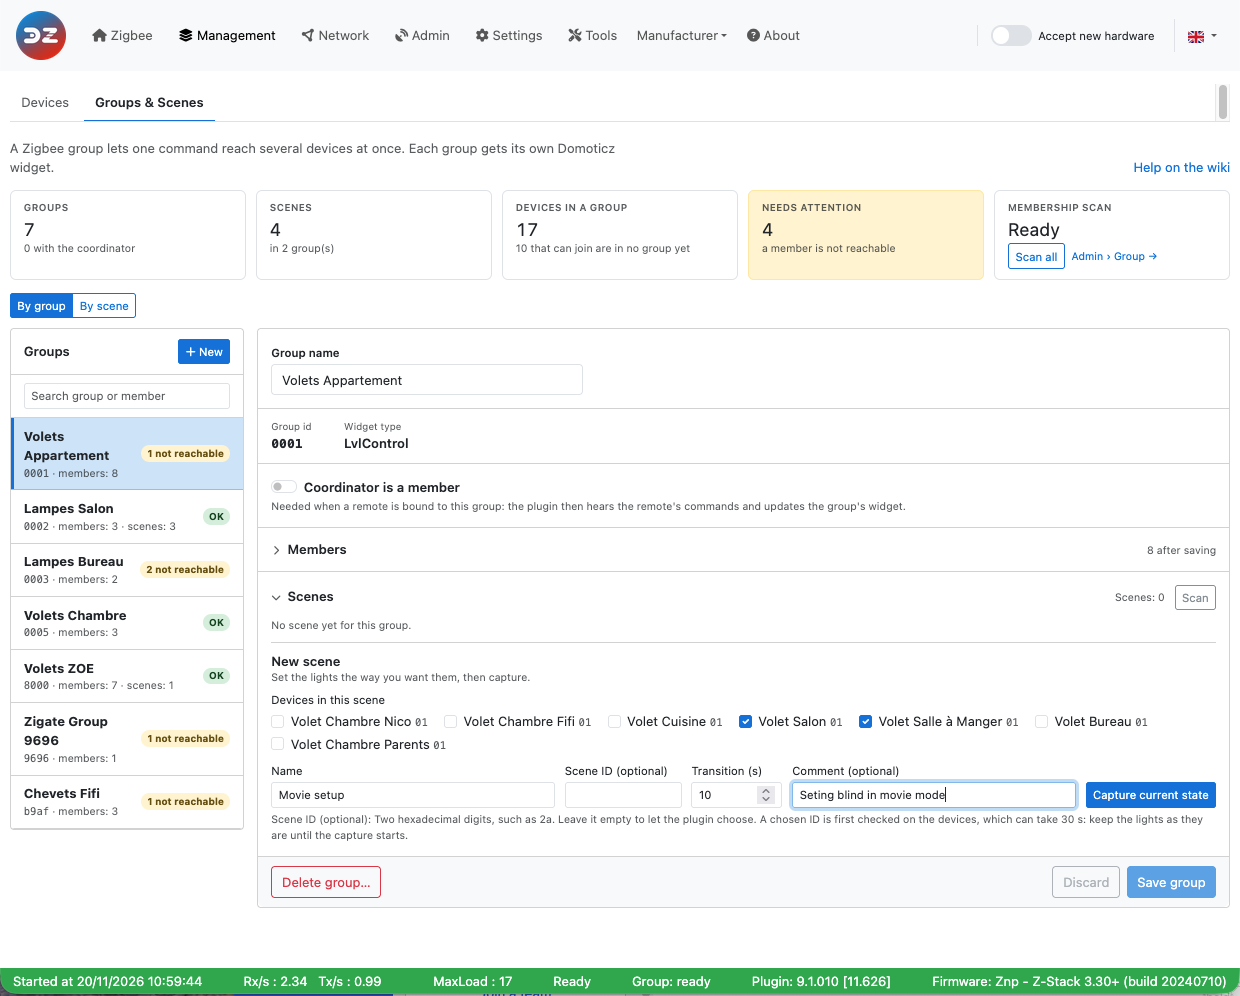 DZ
Zigbee
Management
Network
Admin
Settings
Tools
Manufacturer
About
Accept new hardware
Devices
Groups & Scenes
A Zigbee group lets one command reach several devices at once. Each group gets its own Domoticz
widget.
Help on the wiki
GROUPS
7
0 with the coordinator
SCENES
4
in 2 group(s)
DEVICES IN A GROUP
17
10 that can join are in no group yet
NEEDS ATTENTION
4
a member is not reachable
MEMBERSHIP SCAN
Ready
Scan all
Admin › Group →
By group
By scene
Groups
+ New
Search group or member
Volets
Appartement
1 not reachable
0001 · members: 8
Lampes Salon
OK
0002 · members: 3 · scenes: 3
Lampes Bureau
2 not reachable
0003 · members: 2
Volets Chambre
OK
0005 · members: 3
Volets ZOE
OK
8000 · members: 7 · scenes: 1
Zigate Group
9696
1 not reachable
9696 · members: 1
Chevets Fifi
1 not reachable
b9af · members: 3
Group name
Volets Appartement
Group id
Widget type
0001
LvlControl
Coordinator is a member
Needed when a remote is bound to this group: the plugin then hears the remote's commands and updates the group's widget.
Members
8 after saving
Scenes
Scenes: 0
Scan
No scene yet for this group.
New scene
Set the lights the way you want them, then capture.
Devices in this scene
Volet Chambre Nico 01
Volet Chambre Fifi 01
Volet Cuisine 01
Volet Salon 01
Volet Salle à Manger 01
Volet Bureau 01
Volet Chambre Parents 01
Name
Scene ID (optional)
Transition (s)
Comment (optional)
Movie setup
10
Seting blind in movie mode
Capture current state
Scene ID (optional): Two hexadecimal digits, such as 2a. Leave it empty to let the plugin choose. A chosen ID is first checked on the devices, which can take 30 s: keep the lights as they
are until the capture starts.
Delete group...
Discard
Save group
Started at 20/11/2026 10:59:44
Rx/s : 2.34
Tx/s : 0.99
MaxLoad : 17
Ready
Group: ready
Plugin: 9.1.010 [11.626]
Firmware: Znp - Z-Stack 3.30+ (build 20240710)